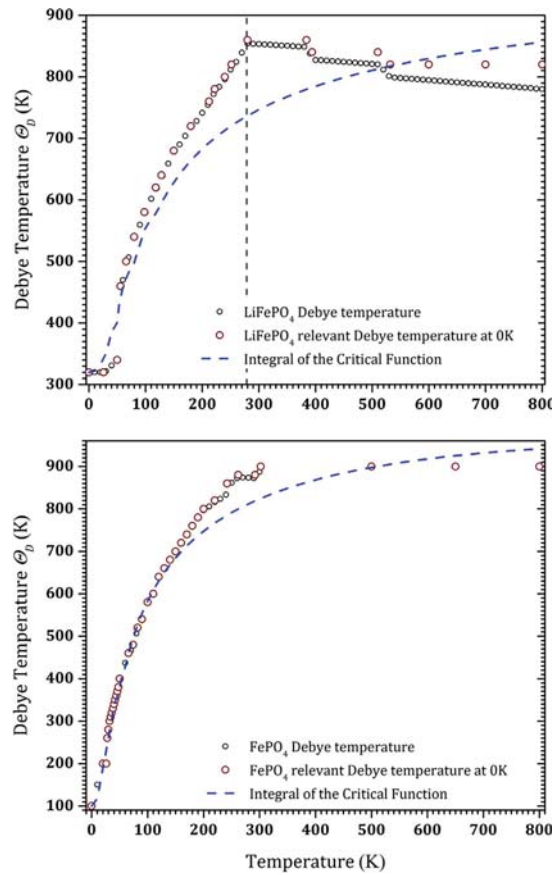 900
800
700
600
500
400
300
Debye Temperature Θ_D (K)
LiFePO₄ Debye temperature
LiFePO₄ relevant Debye temperature at 0K
Integral of the Critical Function
0 100 200 300 400 500 600 700 800
900
800
700
600
500
400
300
200
100
Debye Temperature Θ_D (K)
FePO₄ Debye temperature
FePO₄ relevant Debye temperature at 0K
Integral of the Critical Function
0 100 200 300 400 500 600 700 800
Temperature (K)